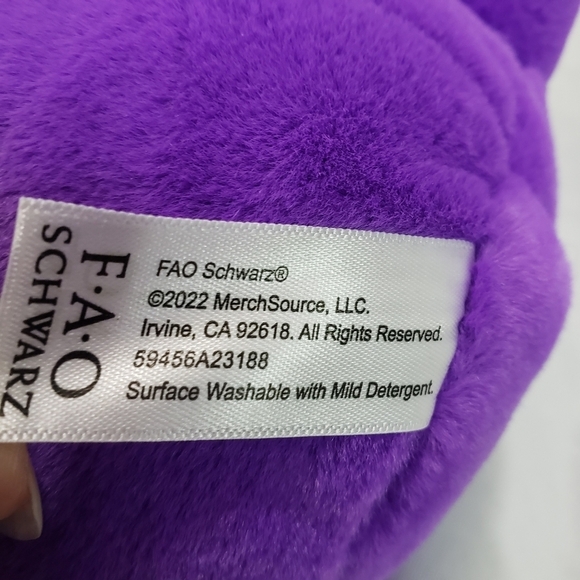 F·A·O
SCHWARZ
FAO Schwarz®
©2022 MerchSource, LLC.
Irvine, CA 92618. All Rights Reserved.
59456A23188
Surface Washable with Mild Detergent.